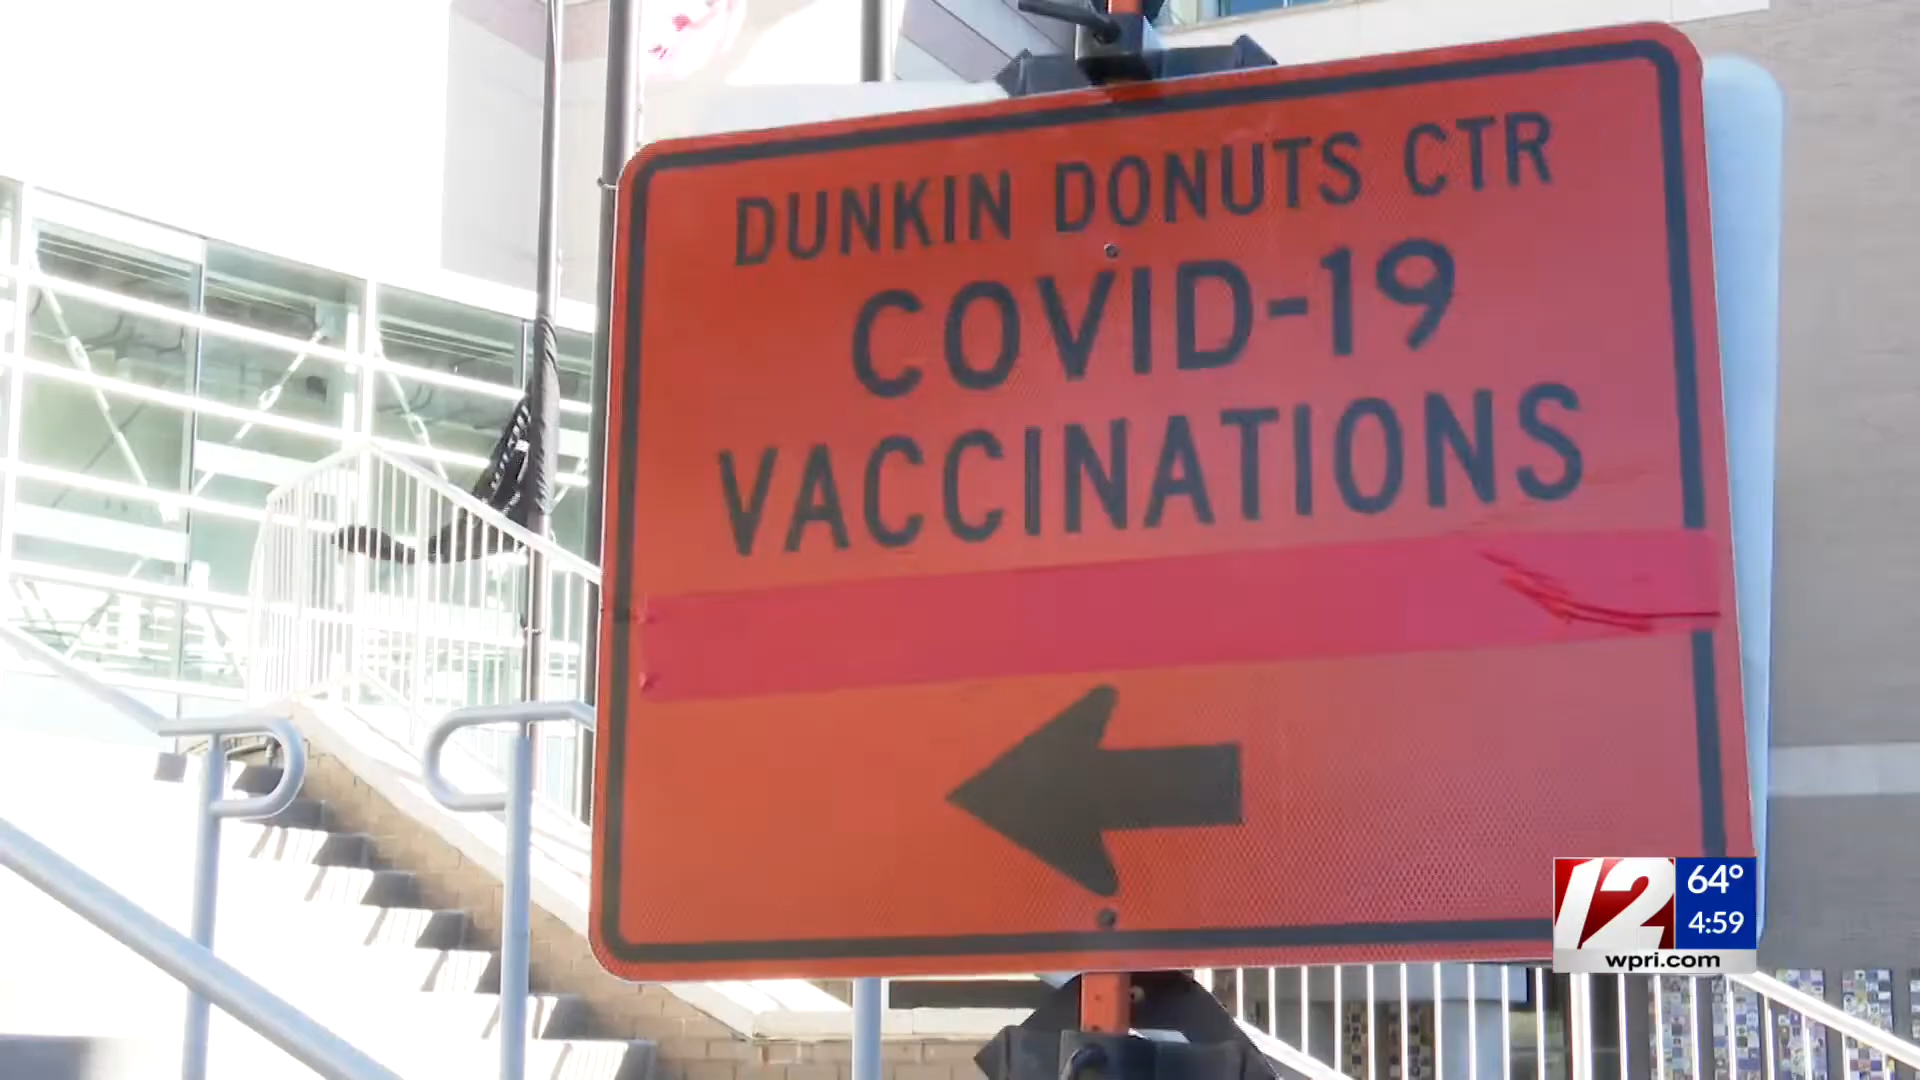 DUNKIN DONUTS CTR
COVID-19
VACCINATIONS
12
64°
4:59
wpri.com